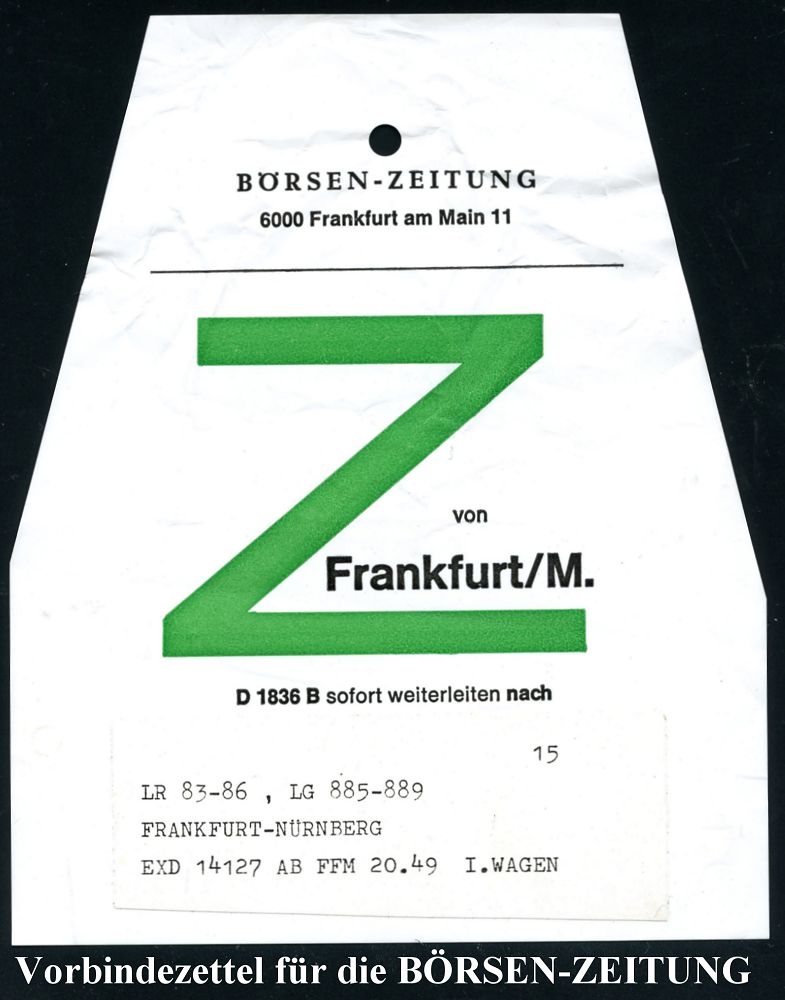 BÖRSEN-ZEITUNG
6000 Frankfurt am Main 11
Z
von
Frankfurt/M.
D 1836 B sofort weiterleiten nach
15
LR 83-86 , LG 885-889
FRANKFURT-NÜRNBERG
EXD 14127 AB FFM 20.49 I.WAGEN
Vorbindezettel für die BÖRSEN-ZEITUNG